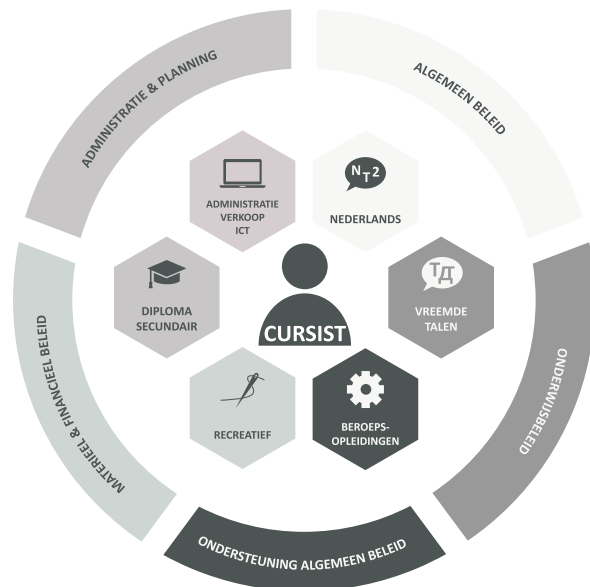 ADMINISTRATIE & PLANNING
ALGEMEEN BELEID
ADMINISTRATIE
VERKOOP
ICT
NT2
NEDERLANDS
DIPLOMA
SECUNDAIR
CURSIST
ТД
VREEMDE
TALEN
RECREATIEF
BEROEPS-
OPLEIDINGEN
MATERIEEL & FINANCIEEL BELEID
ONDERWIJSBELEID
ONDERSTEUNING ALGEMEEN BELEID